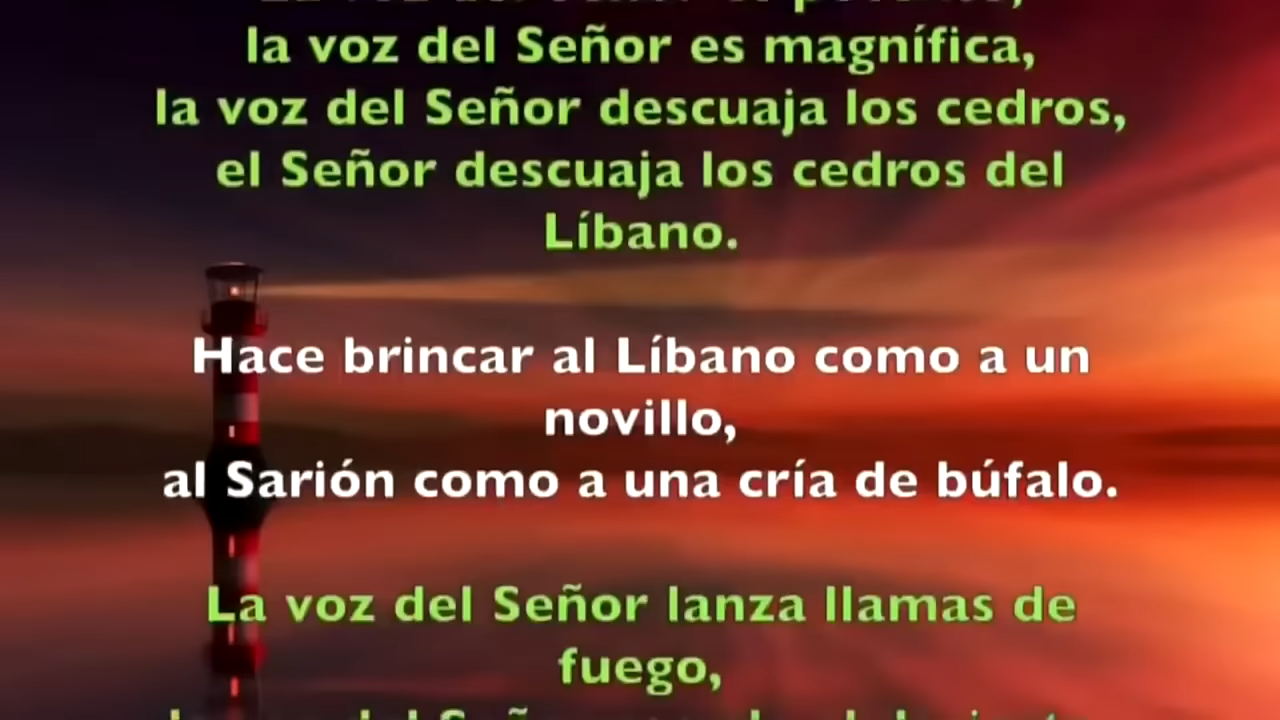 la voz del Señor es magnífica,
la voz del Señor descuaja los cedros,
el Señor descuaja los cedros del
Líbano.
Hace brincar al Líbano como a un
novillo,
al Sarión como a una cría de búfalo.
La voz del Señor lanza llamas de
fuego,